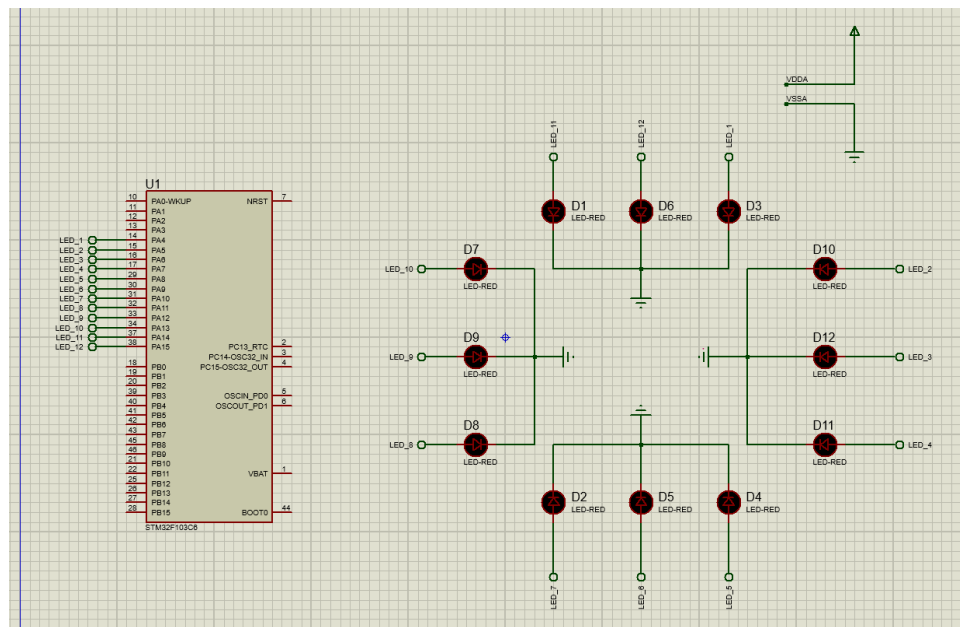 VDDA
VSSA
LED_11
LED_12
LED_1
U1
10 PA0-WKUP NRST 7
11 PA1
12 PA2
13 PA3
LED_1 14 PA4
LED_2 15 PA5
LED_3 16 PA6
LED_4 17 PA7
LED_5 29 PA8
LED_6 30 PA9
LED_7 31 PA10
LED_8 32 PA11
LED_9 33 PA12
LED_10 34 PA13
LED_11 37 PA14
LED_12 38 PA15
PC13_RTC 2
PC14-OSC32_IN 3
PC15-OSC32_OUT 4
18 PB0
19 PB1
20 PB2
39 PB3 OSCIN_PD0 5
40 PB4 OSCOUT_PD1 6
41 PB5
42 PB6
43 PB7
45 PB8
46 PB9
21 PB10
22 PB11 VBAT 1
25 PB12
26 PB13
27 PB14
28 PB15 BOOT0 44
STM32F103C6
D1
LED-RED
D6
LED-RED
D3
LED-RED
D7
LED_10
LED-RED
D10
LED_2
LED-RED
D9
LED_9
LED-RED
D12
LED_3
LED-RED
D8
LED_8
LED-RED
D11
LED_4
LED-RED
D2
LED-RED
D5
LED-RED
D4
LED-RED
LED_7
LED_6
LED_5